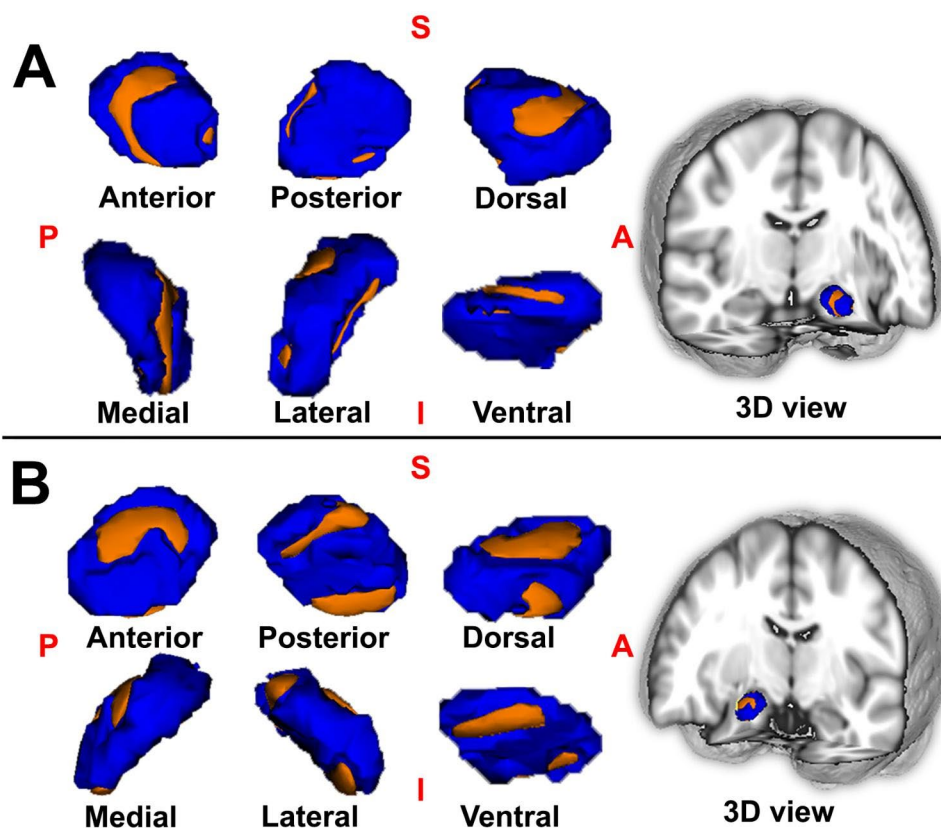 S
A
Anterior Posterior Dorsal
P A
Medial Lateral Ventral 3D view
I
S
B
Anterior Posterior Dorsal
P A
Medial Lateral Ventral 3D view
I